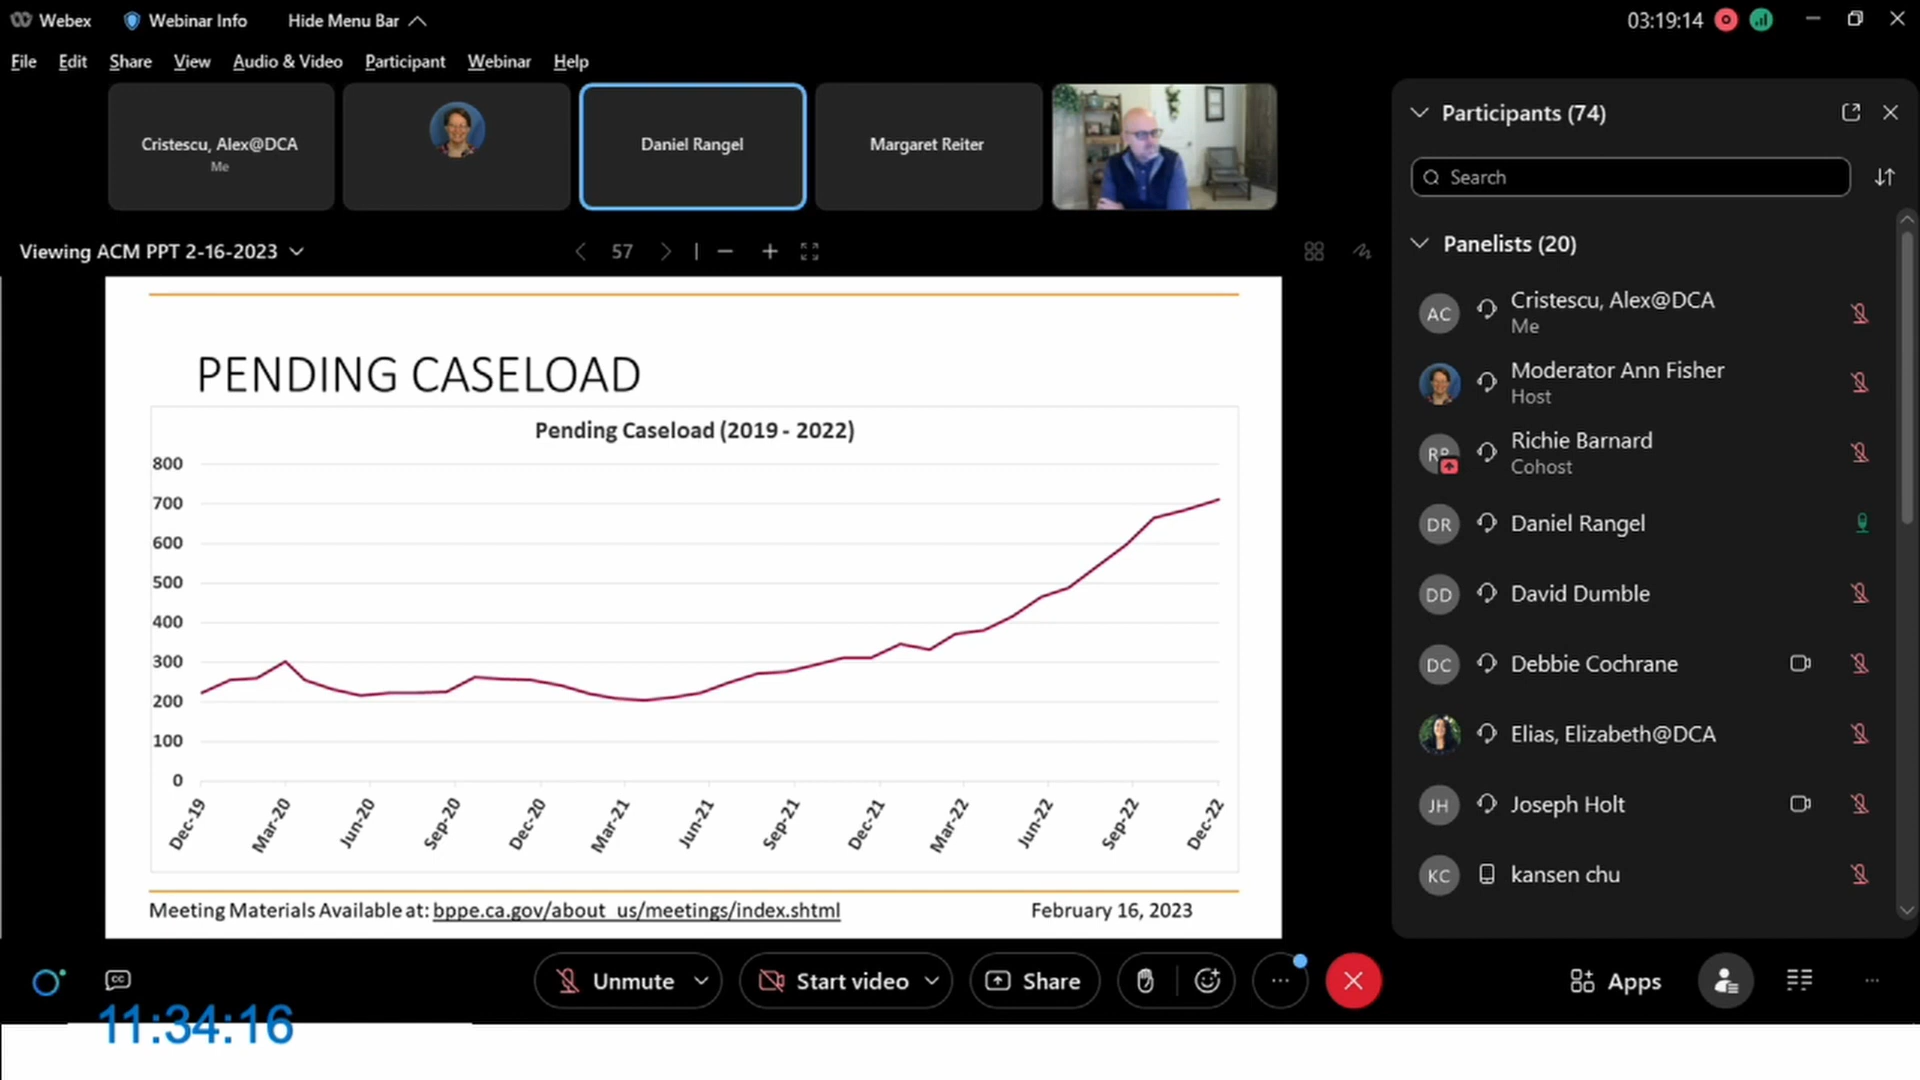 Webex
Webinar Info
Hide Menu Bar
03:19:14
File Edit Share View Audio & Video Participant Webinar Help
Cristescu, Alex@DCA
Me
Daniel Rangel
Margaret Reiter
Viewing ACM PPT 2-16-2023
57
PENDING CASELOAD
Pending Caseload (2019 - 2022)
800
700
600
500
400
300
200
100
0
Dec-19 Mar-20 Jun-20 Sep-20 Dec-20 Mar-21 Jun-21 Sep-21 Dec-21 Mar-22 Jun-22 Sep-22 Dec-22
Meeting Materials Available at: bppe.ca.gov/about_us/meetings/index.shtml
February 16, 2023
Participants (74)
Search
Panelists (20)
AC Cristescu, Alex@DCA
Me
Moderator Ann Fisher
Host
Richie Barnard
Cohost
DR Daniel Rangel
DD David Dumble
DC Debbie Cochrane
Elias, Elizabeth@DCA
JH Joseph Holt
KC kansen chu
CC
Unmute
Start video
Share
Apps
11:34:16